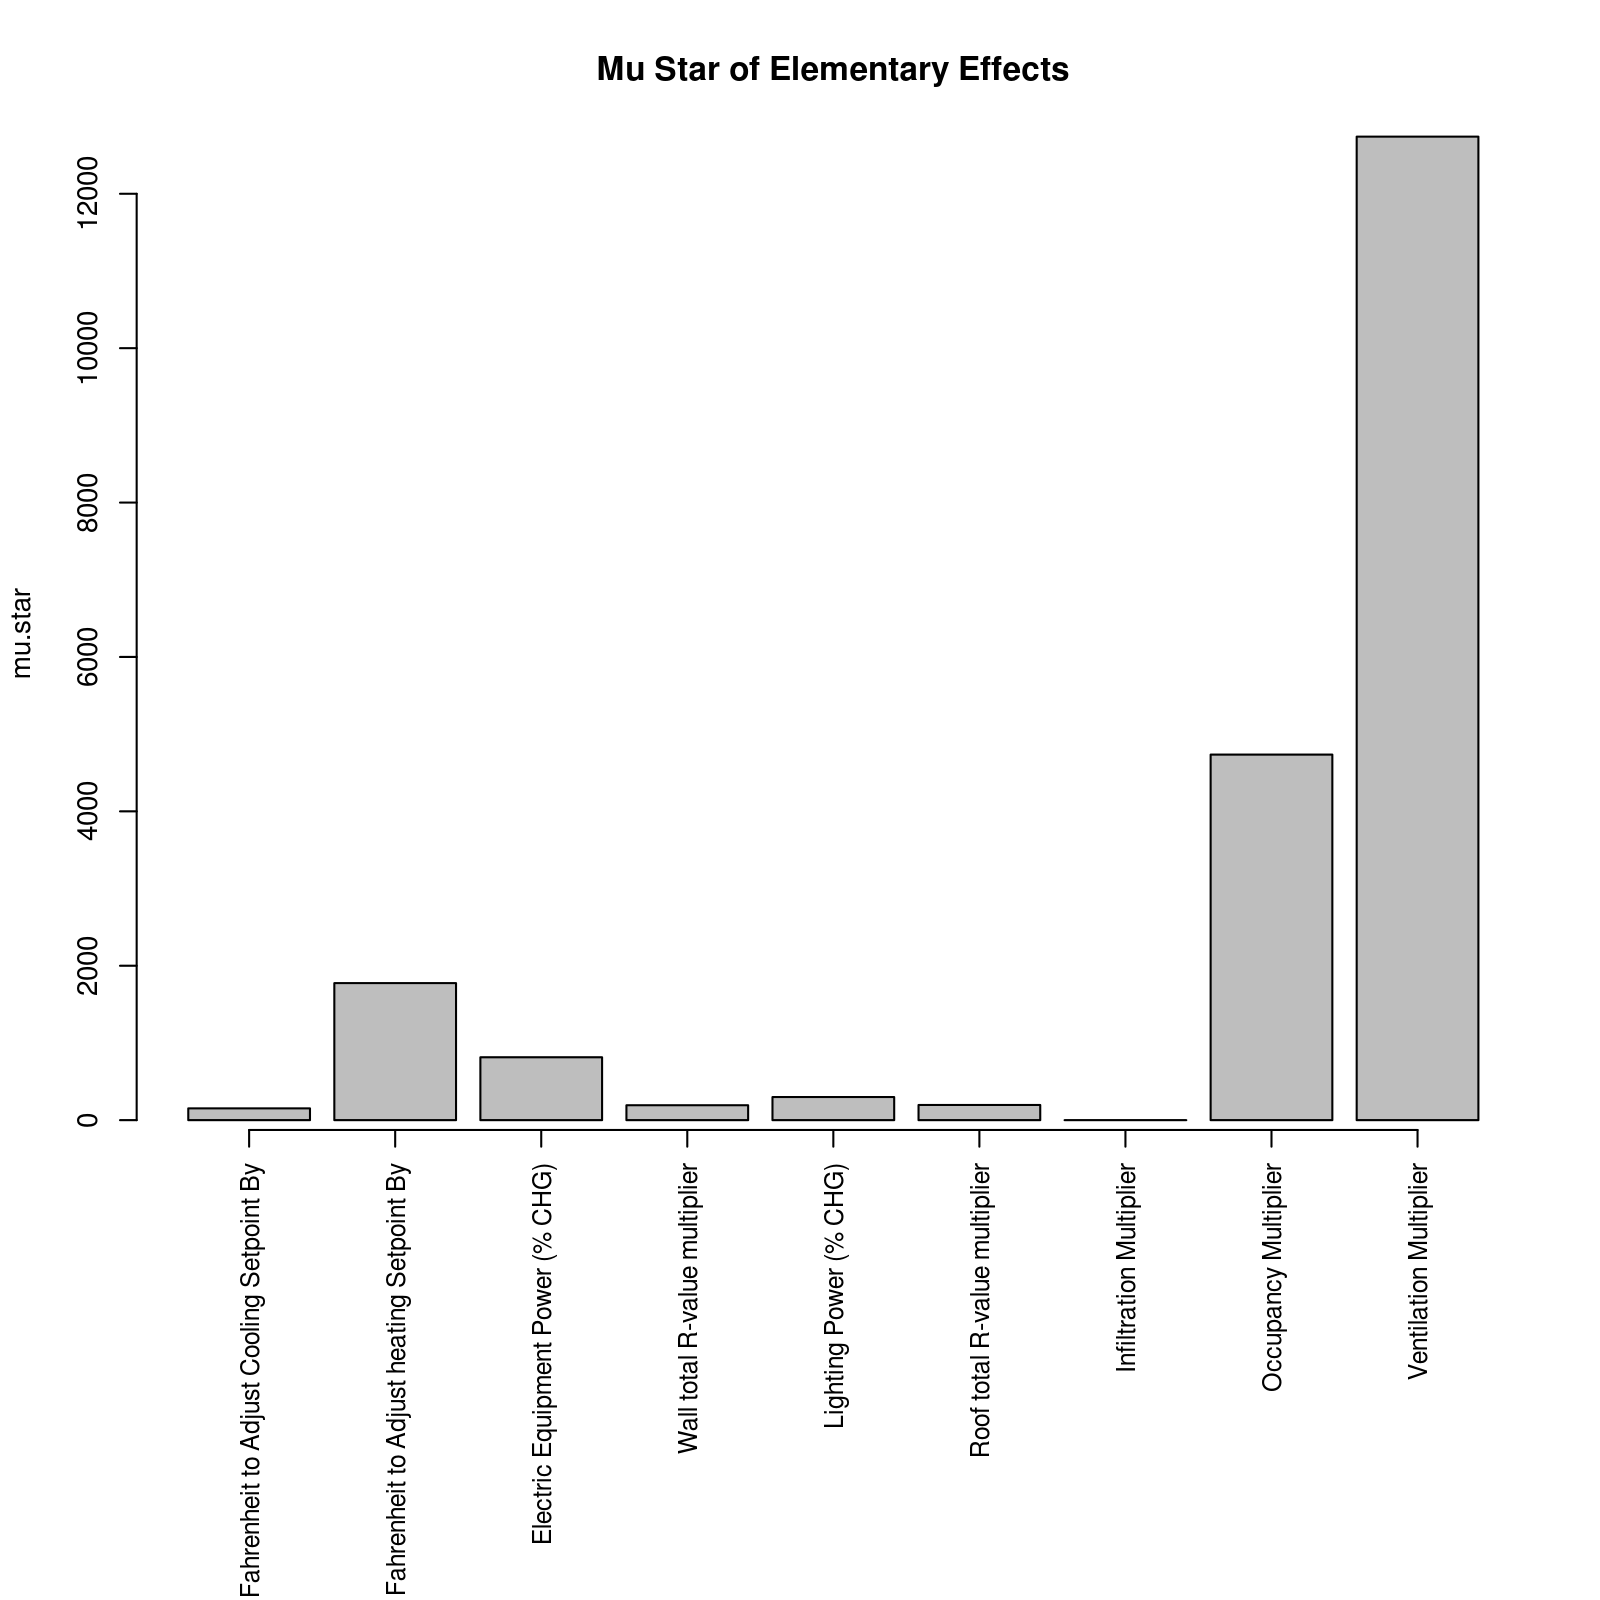 Mu Star of Elementary Effects
mu.star
12000
10000
8000
6000
4000
2000
0
Fahrenheit to Adjust Cooling Setpoint By
Fahrenheit to Adjust heating Setpoint By
Electric Equipment Power (% CHG)
Wall total R-value multiplier
Lighting Power (% CHG)
Roof total R-value multiplier
Infiltration Multiplier
Occupancy Multiplier
Ventilation Multiplier